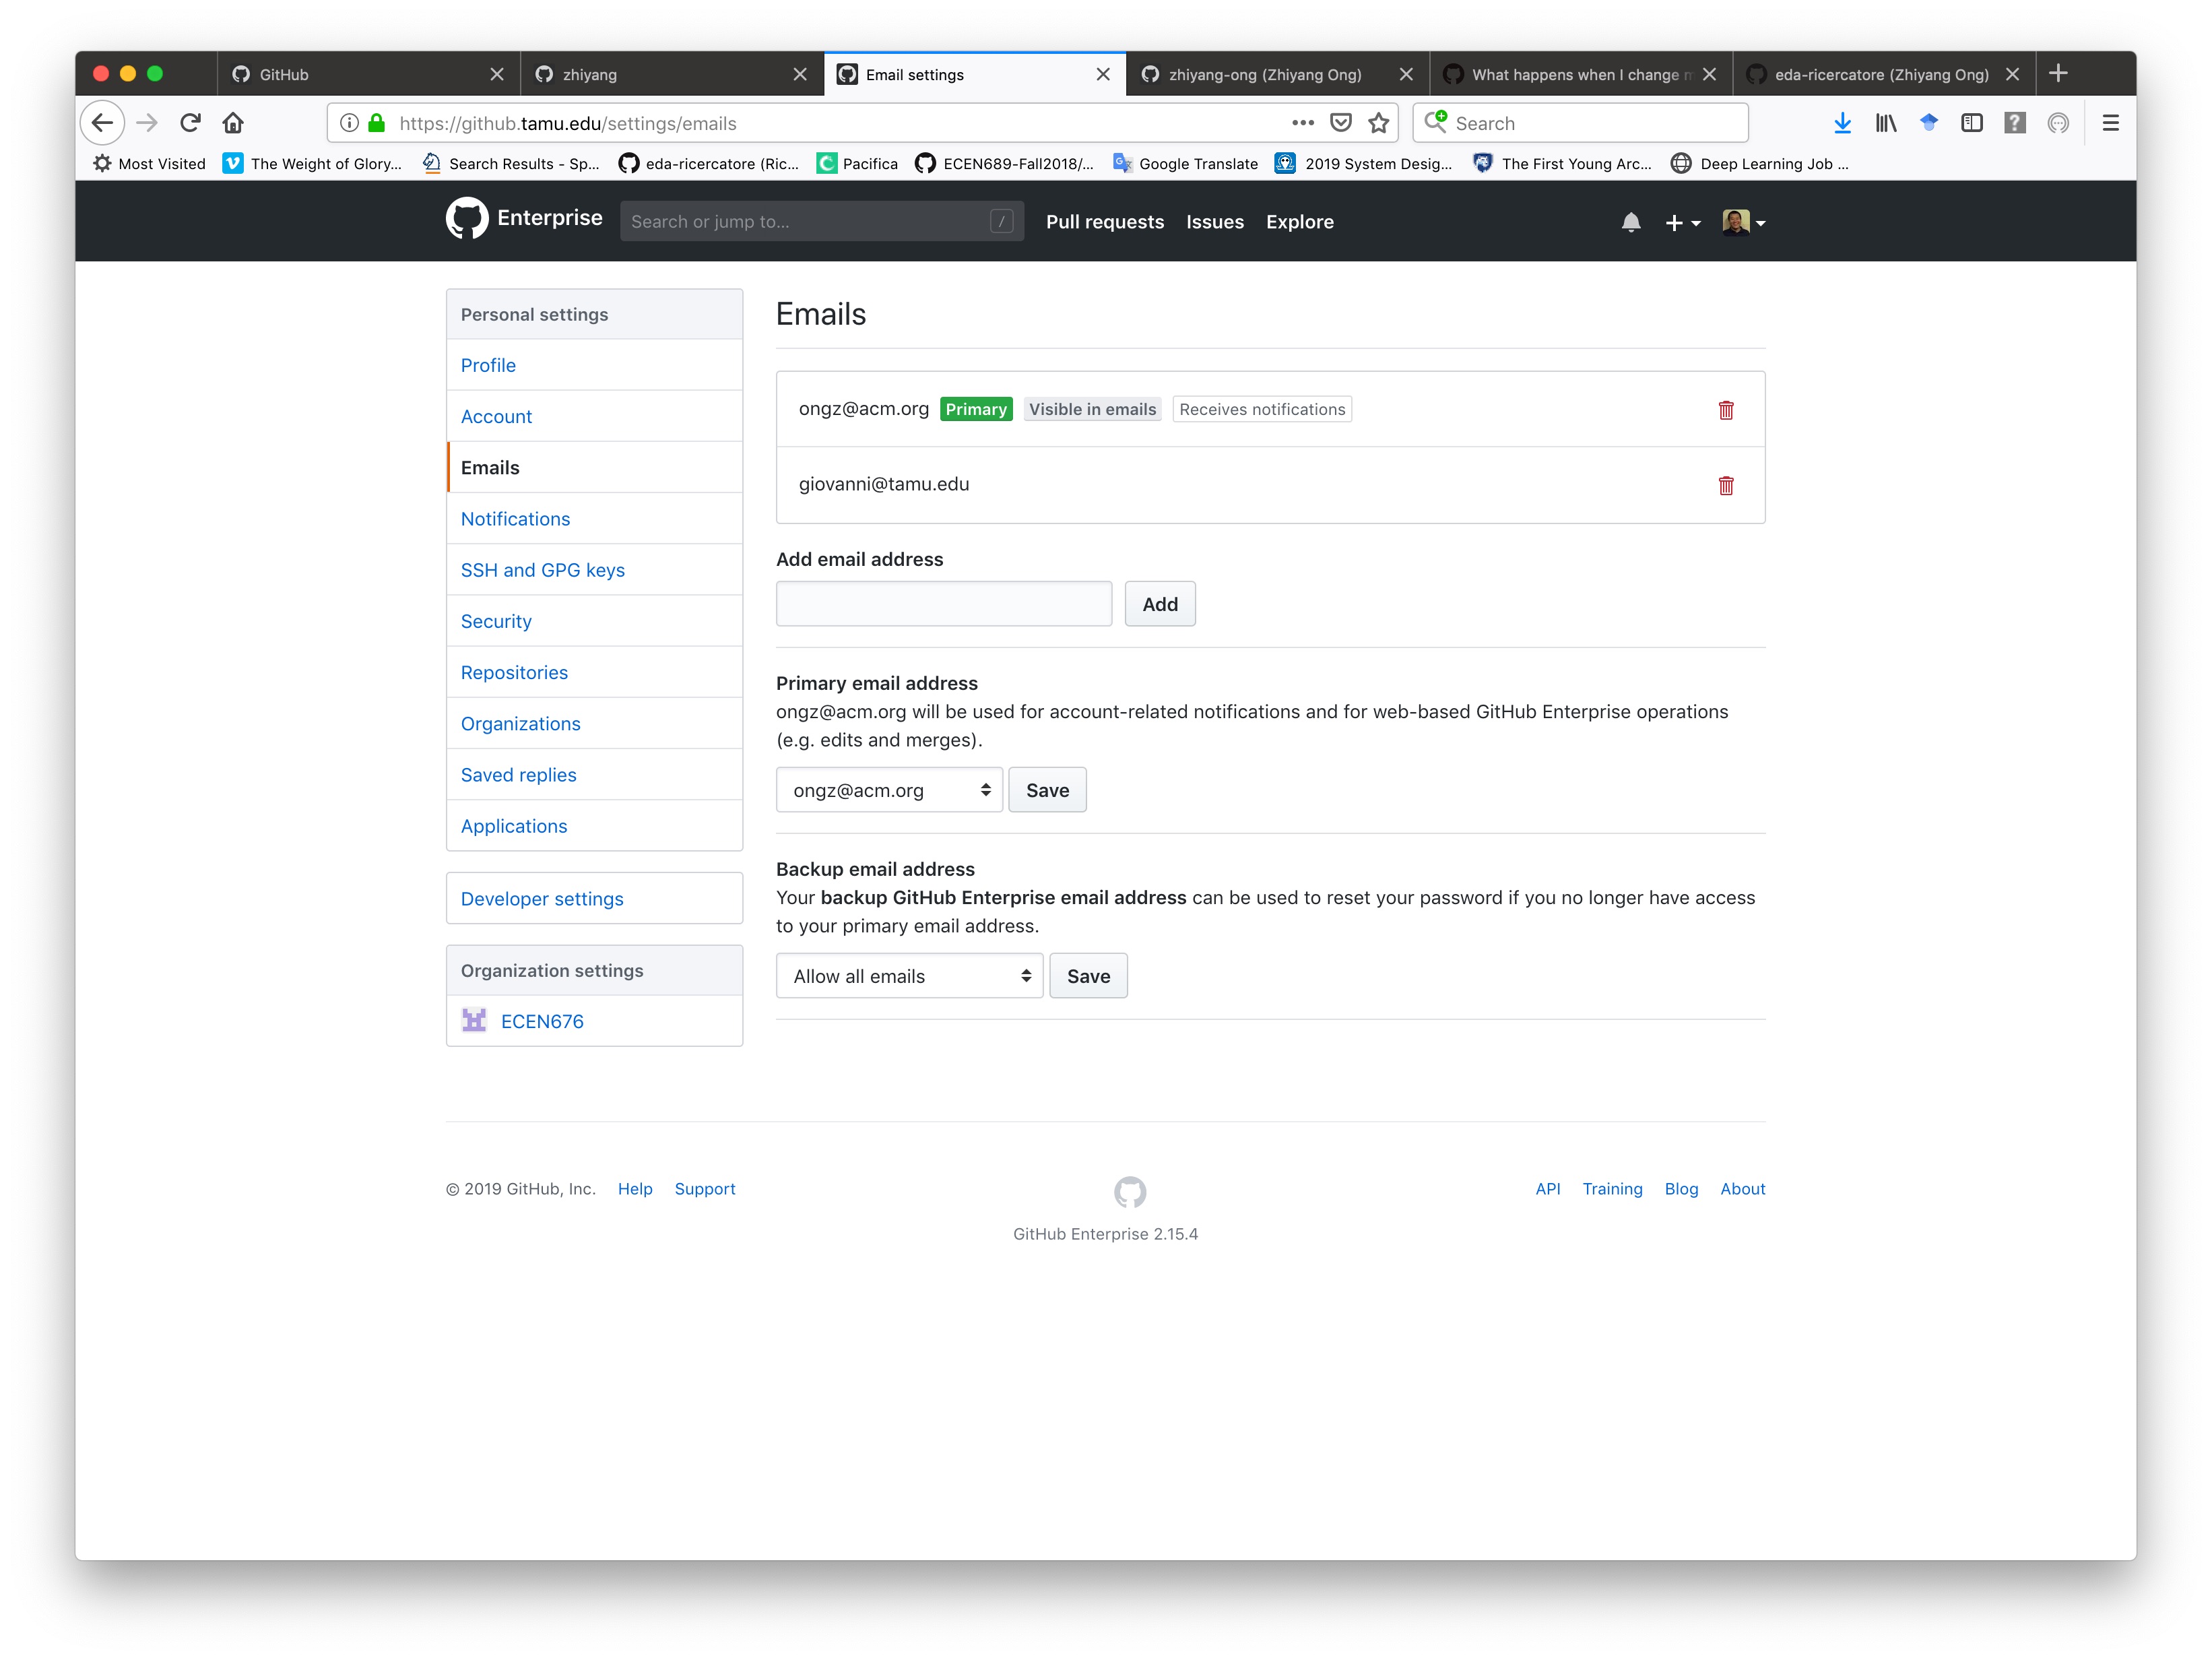 GitHub
zhiyang
Email settings
zhiyang-ong (Zhiyang Ong)
What happens when I change
eda-ricercatore (Zhiyang Ong)
https://github.tamu.edu/settings/emails
Search
Most Visited
The Weight of Glory...
Search Results - Sp...
eda-ricercatore (Ric...
Pacifica
ECEN689-Fall2018/...
Google Translate
2019 System Desig...
The First Young Arc...
Deep Learning Job ...
Enterprise
Search or jump to...
/
Pull requests
Issues
Explore
Personal settings
Profile
Account
Emails
Notifications
SSH and GPG keys
Security
Repositories
Organizations
Saved replies
Applications
Developer settings
Organization settings
ECEN676
Emails
ongz@acm.org Primary Visible in emails Receives notifications
giovanni@tamu.edu
Add email address
Add
Primary email address
ongz@acm.org will be used for account-related notifications and for web-based GitHub Enterprise operations
(e.g. edits and merges).
ongz@acm.org
Save
Backup email address
Your backup GitHub Enterprise email address can be used to reset your password if you no longer have access
to your primary email address.
Allow all emails
Save
© 2019 GitHub, Inc.
Help
Support
GitHub Enterprise 2.15.4
API
Training
Blog
About